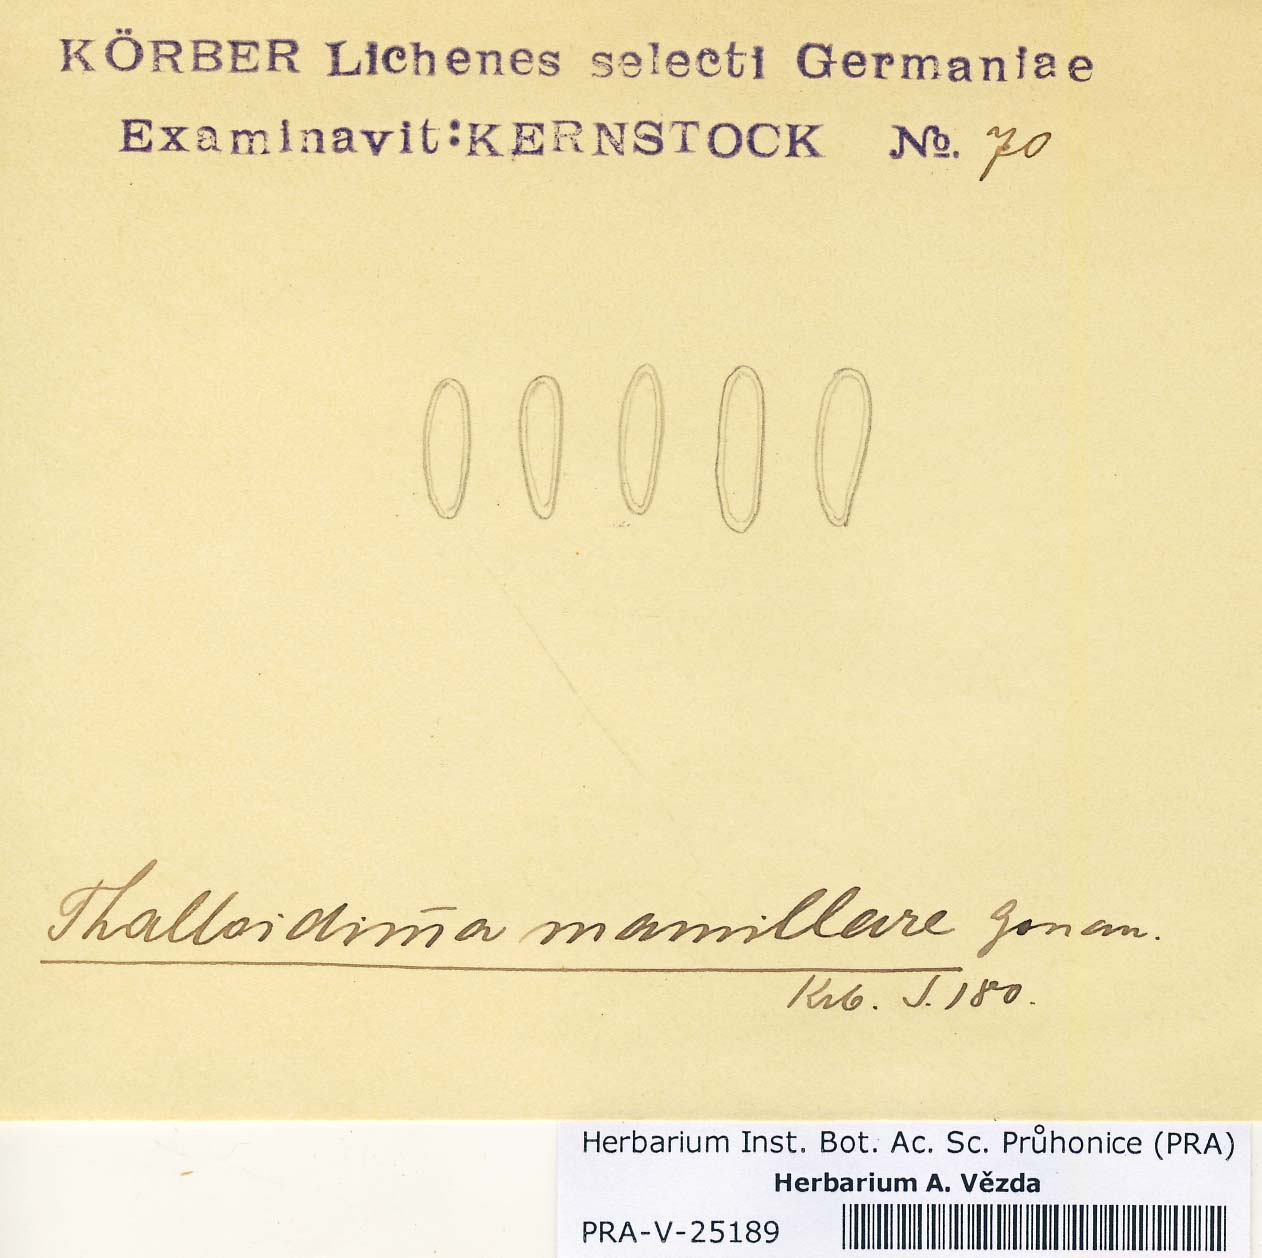 KÖRBER Lichenes selecti Germaniae
Examinavit: KERNSTOCK No. 70
Thalloidima mamillare Gonan.
Krb. S. 180.
Herbarium Inst. Bot. Ac. Sc. Průhonice (PRA)
Herbarium A. Vězda
PRA-V-25189